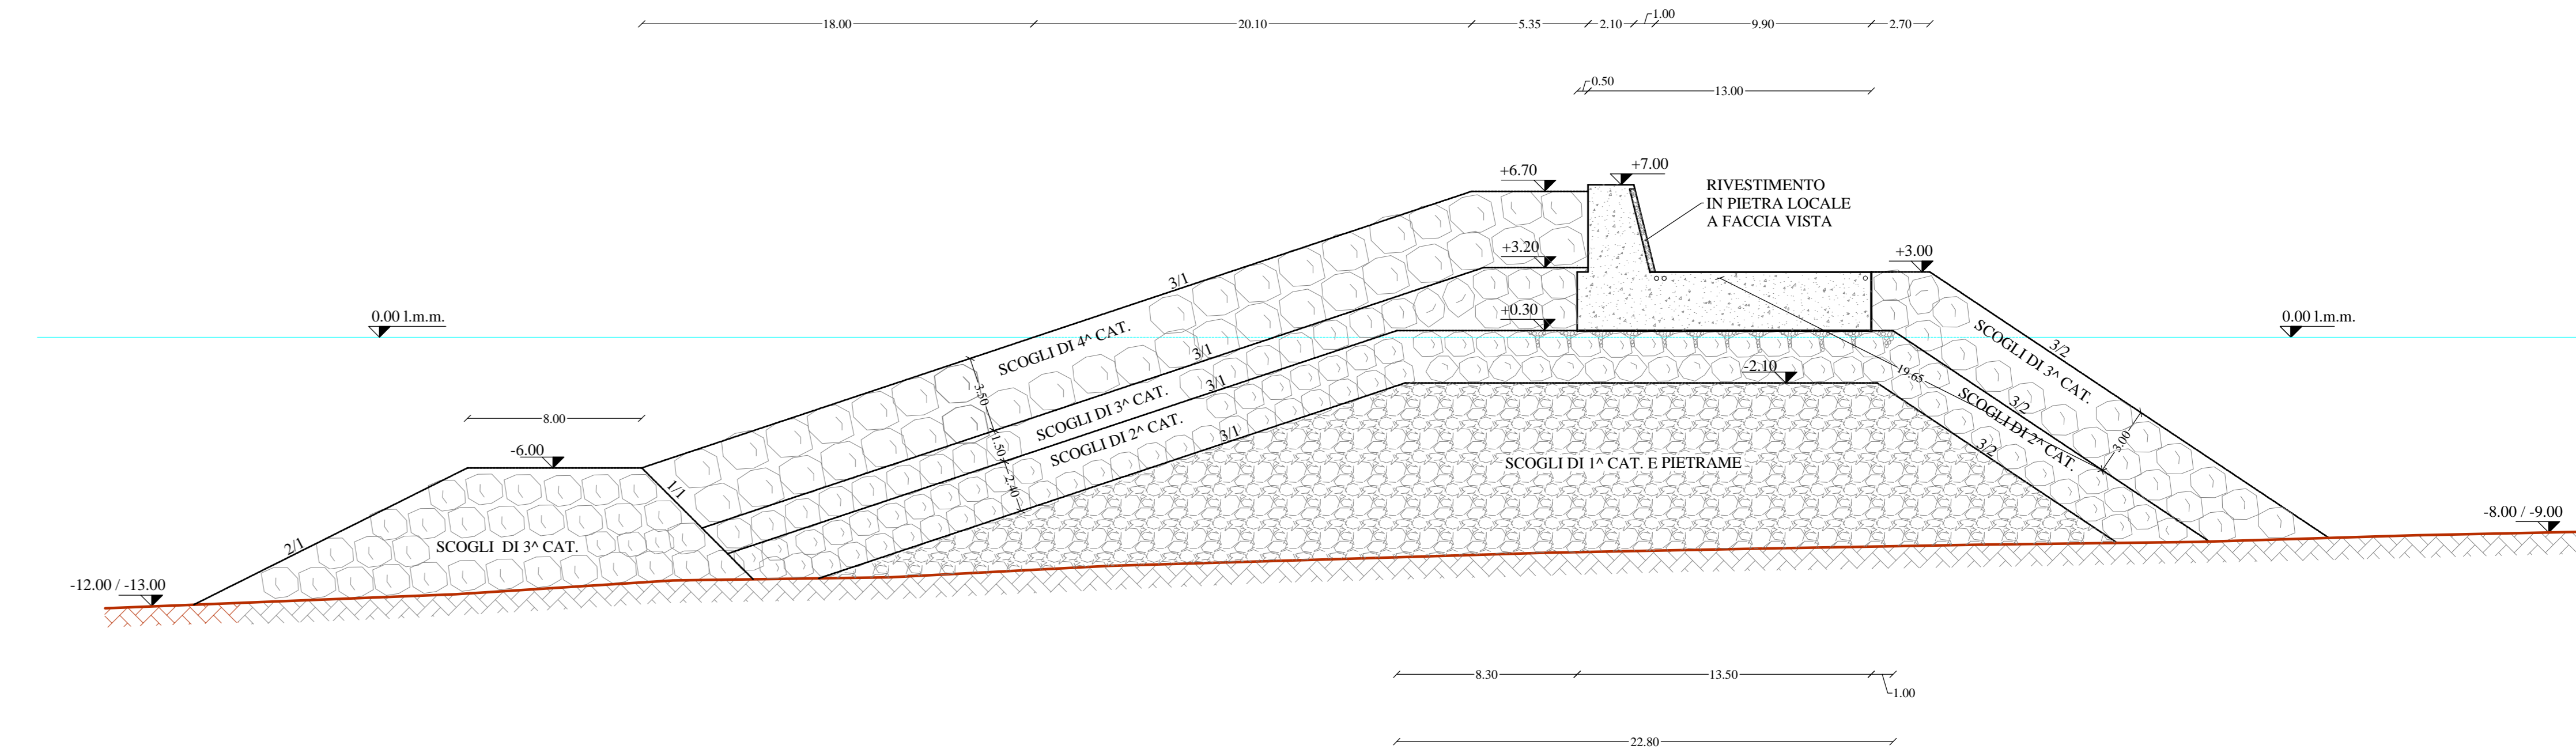 18.00
20.10
5.35
2.10
1.00
9.90
2.70
0.50
13.00
+6.70
+7.00
RIVESTIMENTO
IN PIETRA LOCALE
A FACCIA VISTA
+3.20
+3.00
3/1
0.00 l.m.m.
+0.30
0.00 l.m.m.
SCOGLI DI 4^ CAT.
3/1
SCOGLI DI 3^ CAT.
3/2
-2.10
19.65
3.50
3/1
SCOGLI DI 3^ CAT.
SCOGLI DI 2^ CAT.
3/2
8.00
1.50
SCOGLI DI 2^ CAT.
3/1
3.00
-6.00
3/2
SCOGLI DI 1^ CAT. E PIETRAME
2.40
1/1
-8.00 / -9.00
2/1
SCOGLI DI 3^ CAT.
-12.00 / -13.00
8.30
13.50
1.00
22.80